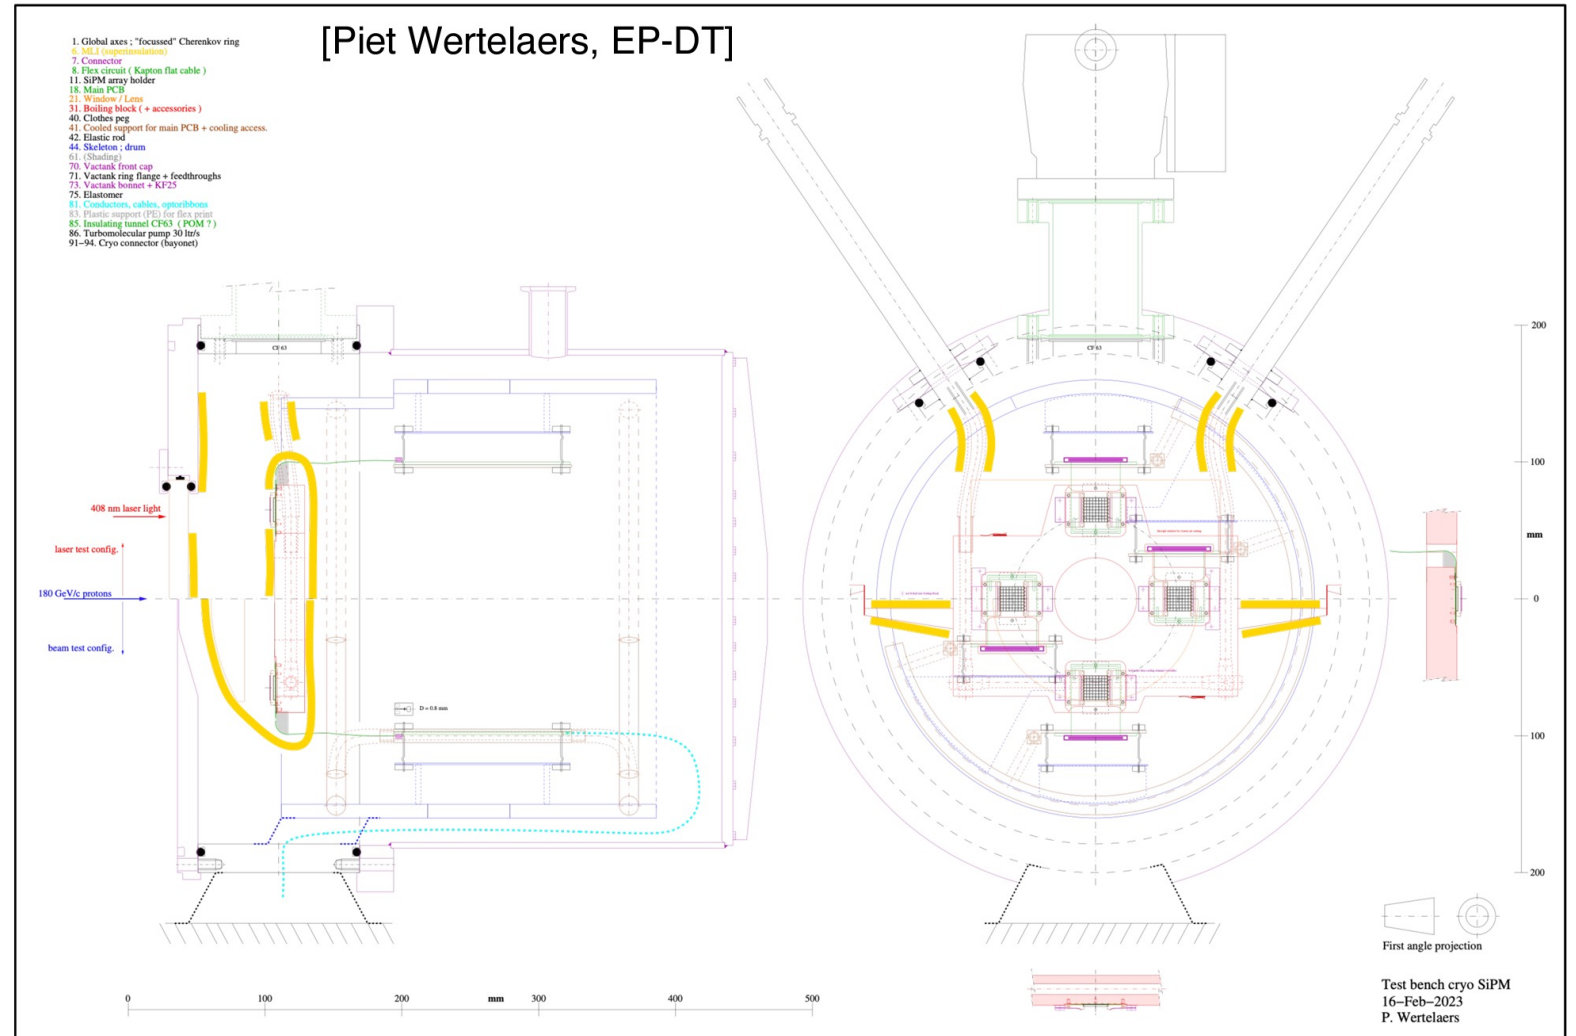 [Piet Wertelaers, EP-DT]
1. Global axes ; "focussed" Cherenkov ring
6. MLI (superinsulation)
7. Connector
8. Flex circuit ( Kapton flat cable )
11. SiPM array holder
18. Main PCB
21. Window / Lens
31. Boiling block ( + accessories )
40. Clothes peg
41. Cooled support for main PCB + cooling access.
42. Elastic rod
44. Skeleton ; drum
61. (Shading)
70. Vactank front cap
71. Vactank ring flange + feedthroughs
73. Vactank bonnet + KF25
75. Elastomer
81. Conductors, cables, optoribbons
83. Plastic support (PE) for flex print
85. Insulating tunnel CF63 ( POM ? )
86. Turbomolecular pump 30 ltr/s
91–94. Cryo connector (bayonet)
CF 63
CF 63
408 nm laser light
laser test config.
180 GeV/c protons
beam test config.
D = 0.8 mm
200
100
mm
0
100
200
0
100
200
mm
300
400
500
First angle projection
Test bench cryo SiPM
16–Feb–2023
P. Wertelaers